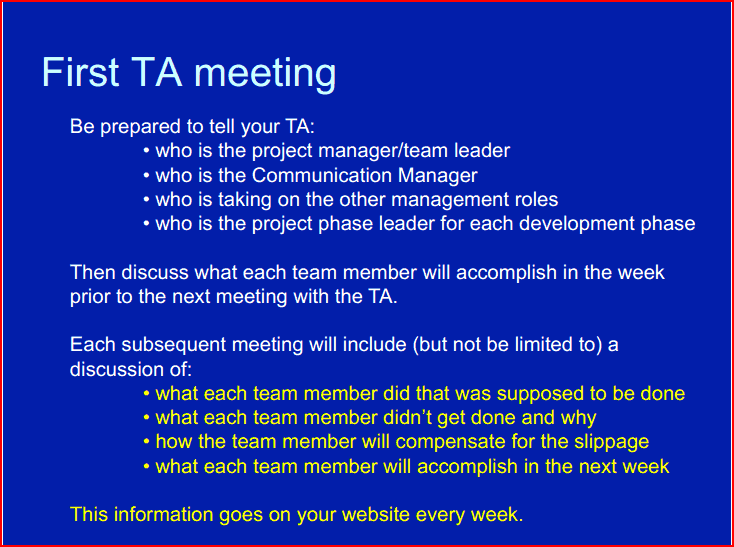 First TA meeting
Be prepared to tell your TA:
• who is the project manager/team leader
• who is the Communication Manager
• who is taking on the other management roles
• who is the project phase leader for each development phase
Then discuss what each team member will accomplish in the week
prior to the next meeting with the TA.
Each subsequent meeting will include (but not be limited to) a
discussion of:
• what each team member did that was supposed to be done
• what each team member didn’t get done and why
• how the team member will compensate for the slippage
• what each team member will accomplish in the next week
This information goes on your website every week.